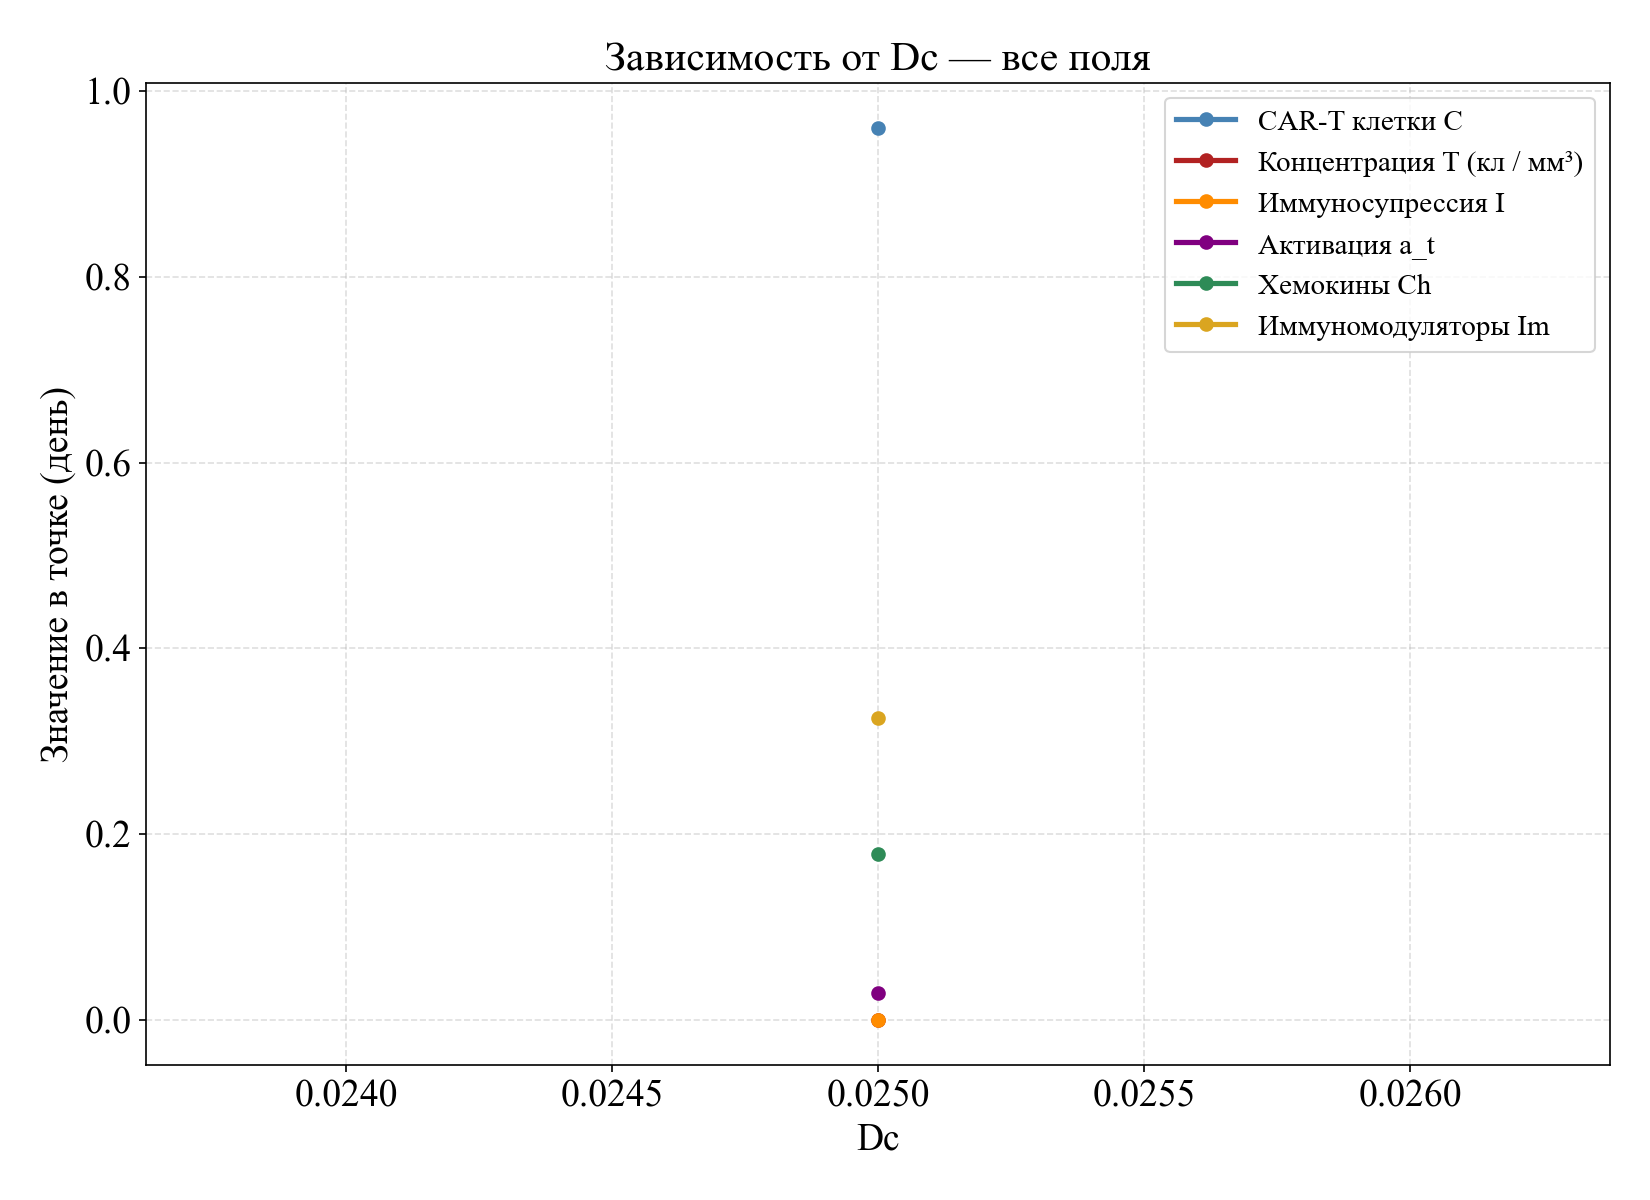 Зависимость от Dc — все поля
CAR-T клетки C
Концентрация T (кл / мм³)
Иммуносупрессия I
Активация a_t
Хемокины Ch
Иммуномодуляторы Im
Значение в точке (день)
1.0
0.8
0.6
0.4
0.2
0.0
0.0240 0.0245 0.0250 0.0255 0.0260
Dc